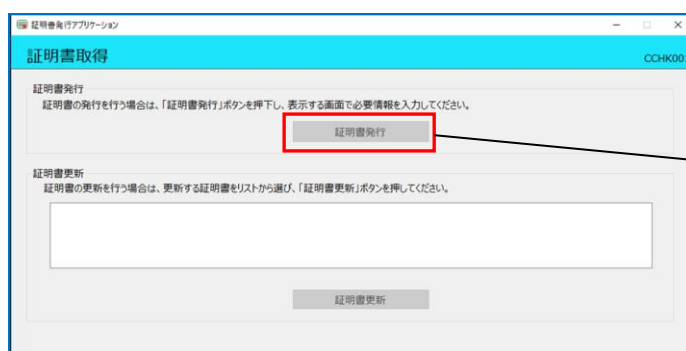 証明書発行アプリケーション
証明書取得
CCHK00
証明書発行
証明書の発行を行う場合は、「証明書発行」ボタンを押下し、表示する画面で必要情報を入力してください。
証明書発行
証明書更新
証明書の更新を行う場合は、更新する証明書をリストから選び、「証明書更新」ボタンを押してください。
証明書更新